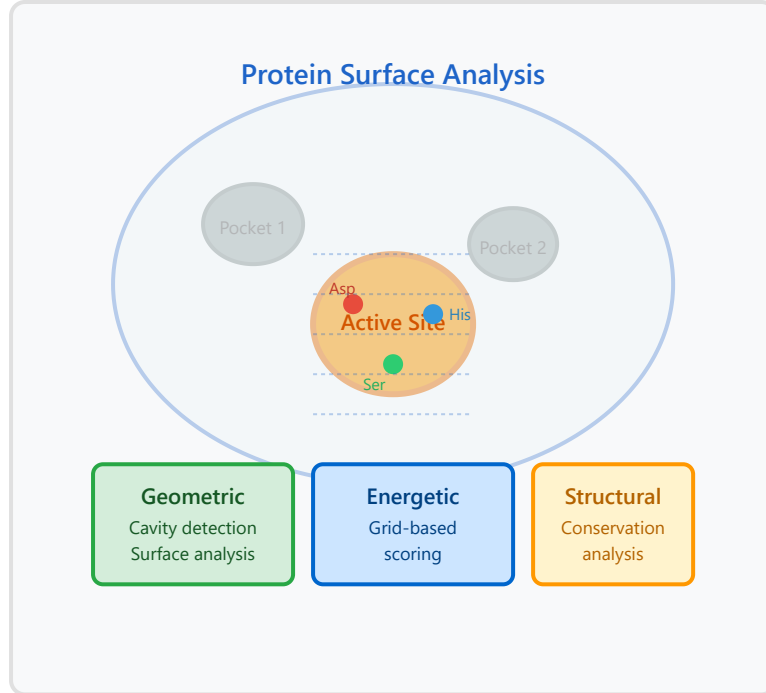 Protein Surface Analysis
Pocket 1
Pocket 2
Asp
Active Site
His
Ser
Geometric
Cavity detection
Surface analysis
Energetic
Grid-based
scoring
Structural
Conservation
analysis